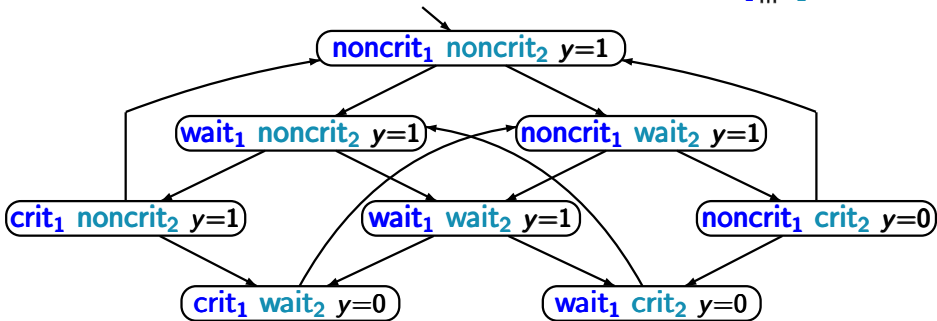 noncrit₁ noncrit₂ y=1
wait₁ noncrit₂ y=1
noncrit₁ wait₂ y=1
crit₁ noncrit₂ y=1
wait₁ wait₂ y=1
noncrit₁ crit₂ y=0
crit₁ wait₂ y=0
wait₁ crit₂ y=0